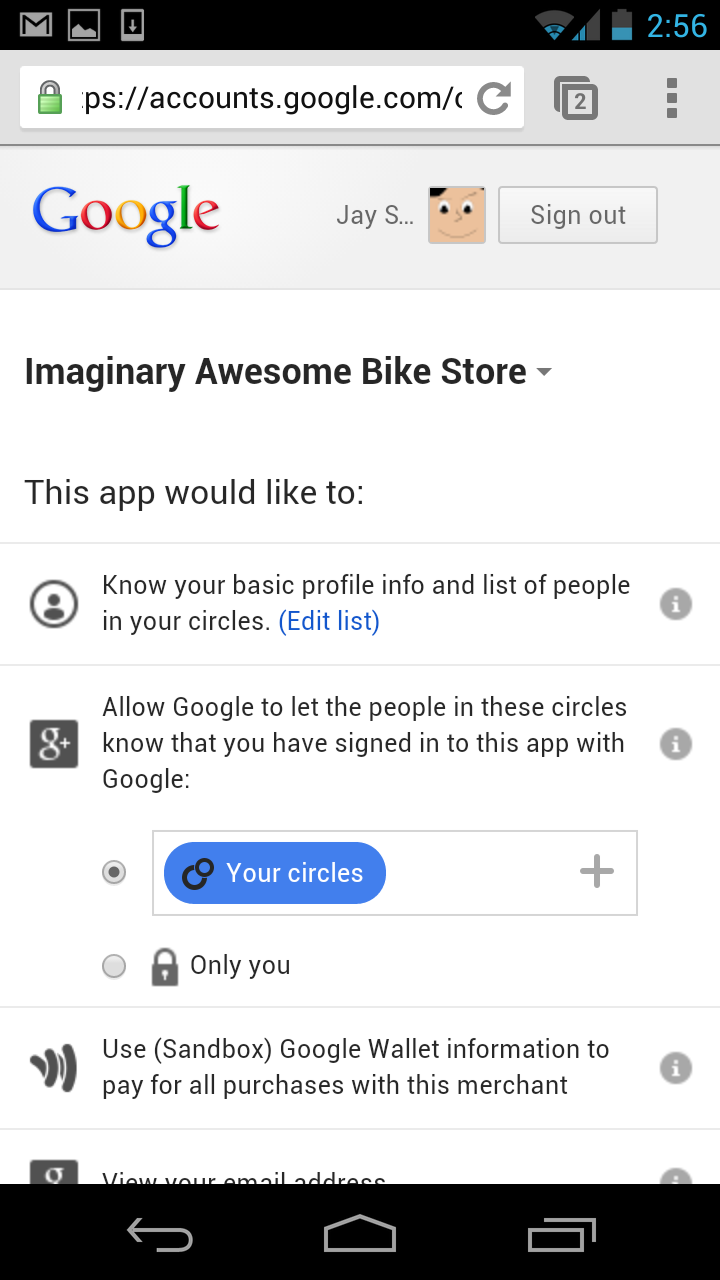 2:56
ps://accounts.google.com/c
2
Google
Jay S...
Sign out
Imaginary Awesome Bike Store
This app would like to:
Know your basic profile info and list of people
in your circles. (Edit list)
Allow Google to let the people in these circles
know that you have signed in to this app with
Google:
Your circles
Only you
Use (Sandbox) Google Wallet information to
pay for all purchases with this merchant
View your email address